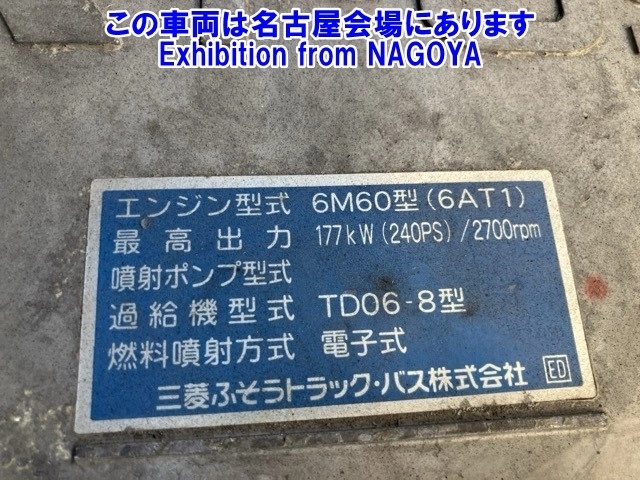 この車両は名古屋会場にあります
Exhibition from NAGOYA
エンジン型式 6M60型(6AT1)
最高出力 177kW(240PS)/2700rpm
噴射ポンプ型式
過給機型式 TD06-8型
燃料噴射方式 電子式
三菱ふそうトラック・バス株式会社 ED